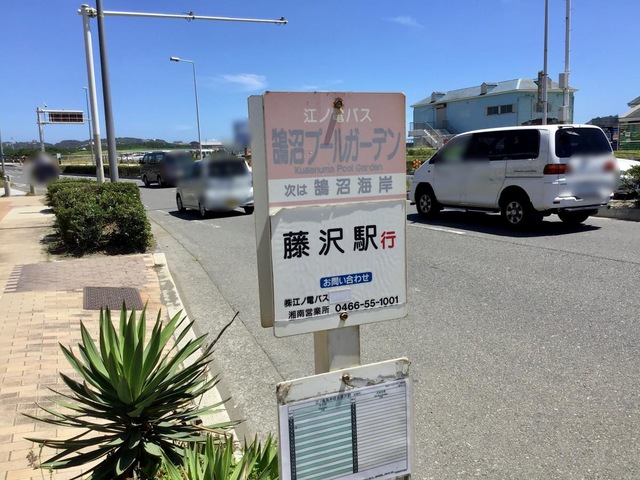 江ノ電バス
鵠沼プールガーデン
Kugenuma Pool Garden
次は 鵠沼海岸
藤沢駅行
お問い合わせ
㈱江ノ電バス
湘南営業所 0466-55-1001